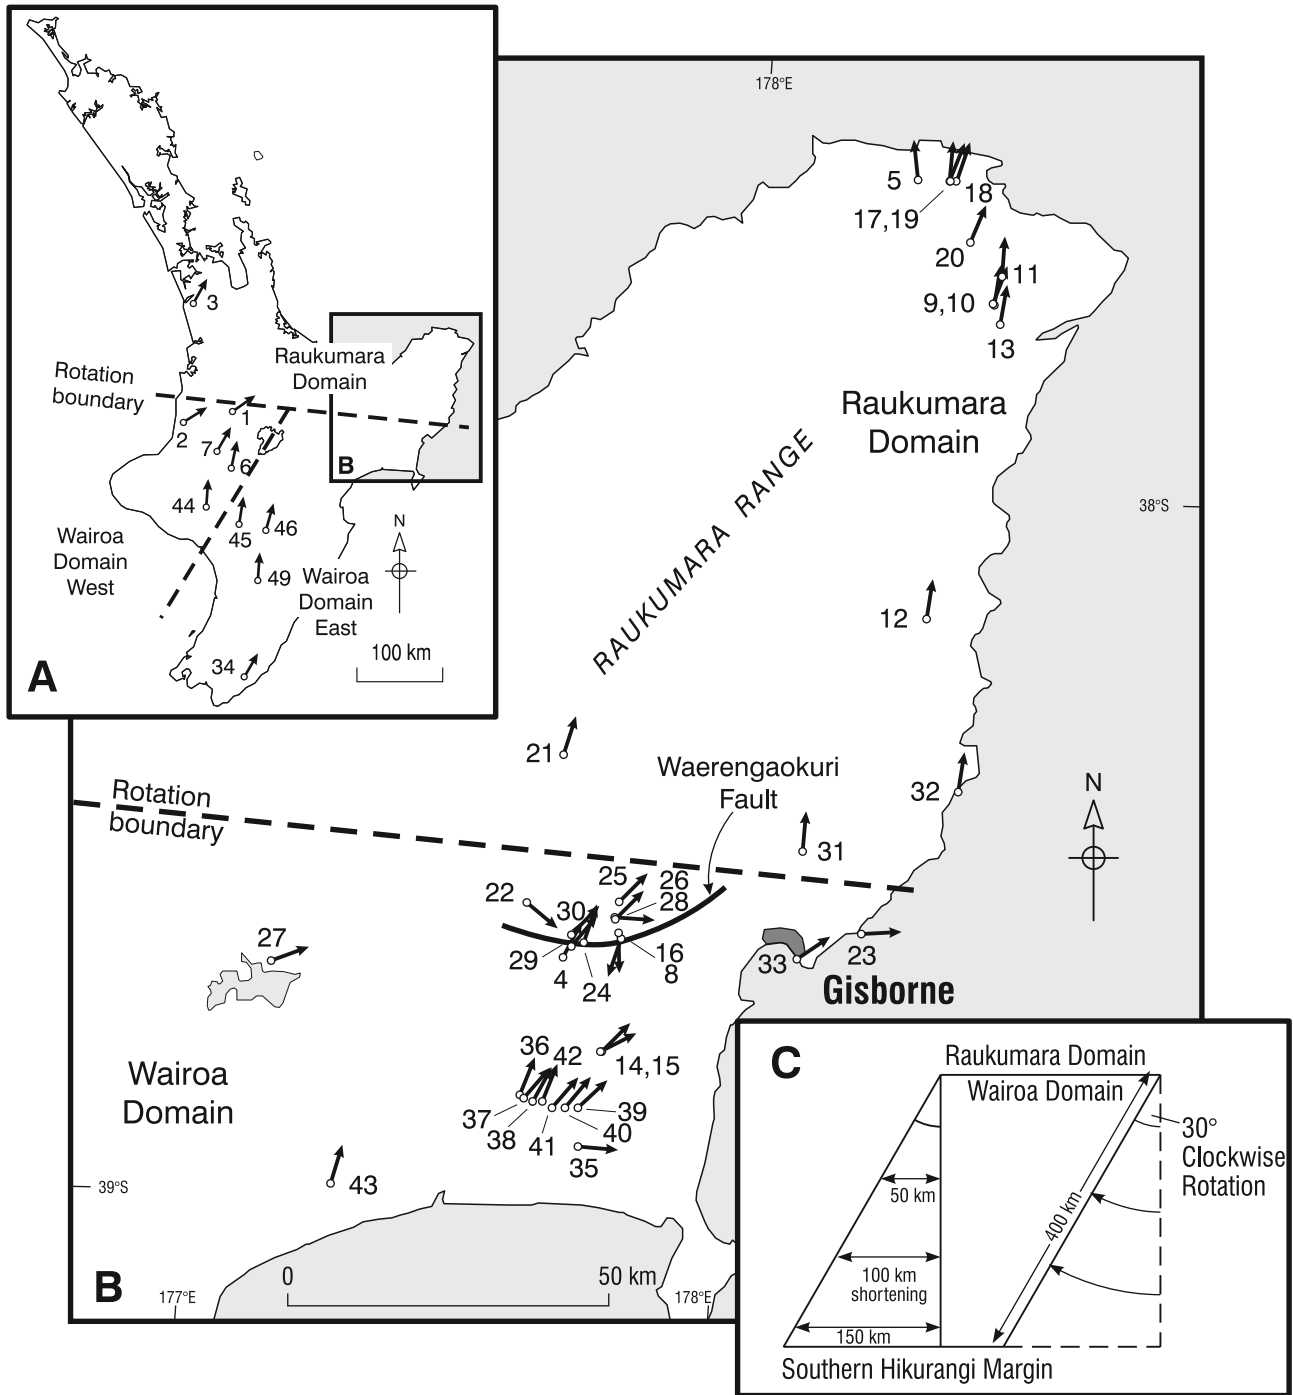 3
Rotation
boundary
Raukumara
Domain
2
1
7
6
B
44
45
46
Wairoa
Domain
West
49
Wairoa
Domain
East
N
34
100 km
A
178°E
5
17,19
18
20
11
9,10
13
Raukumara
Domain
RAUKUMARA RANGE
38°S
12
21
Waerengaokuri
Fault
32
N
Rotation
boundary
31
22
25
26
28
30
27
29
4
24
16
8
33
23
Gisborne
36
42
14,15
Wairoa
Domain
37
38
41
40
39
35
43
39°S
B
0
50 km
177°E
178°E
C
Raukumara Domain
Wairoa Domain
30°
Clockwise
Rotation
50 km
400 km
100 km
shortening
150 km
Southern Hikurangi Margin